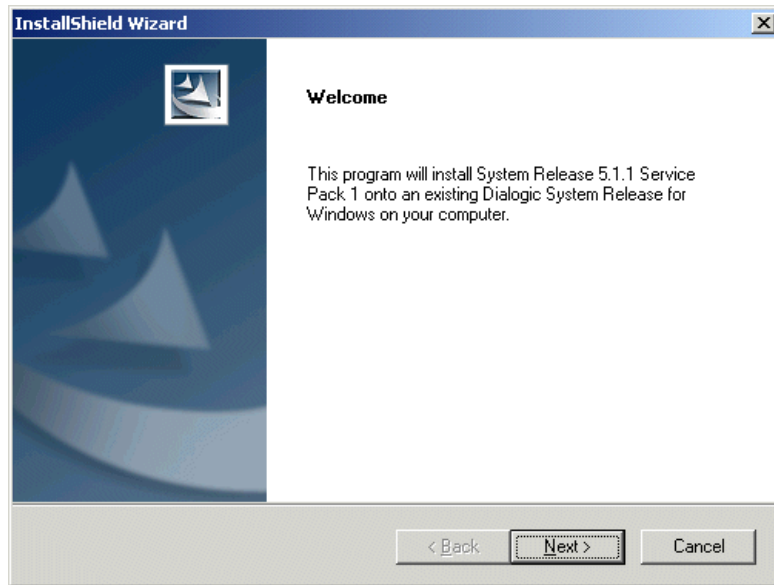 InstallShield Wizard
Welcome
This program will install System Release 5.1.1 Service
Pack 1 onto an existing Dialogic System Release for
Windows on your computer.
< Back
Next >
Cancel